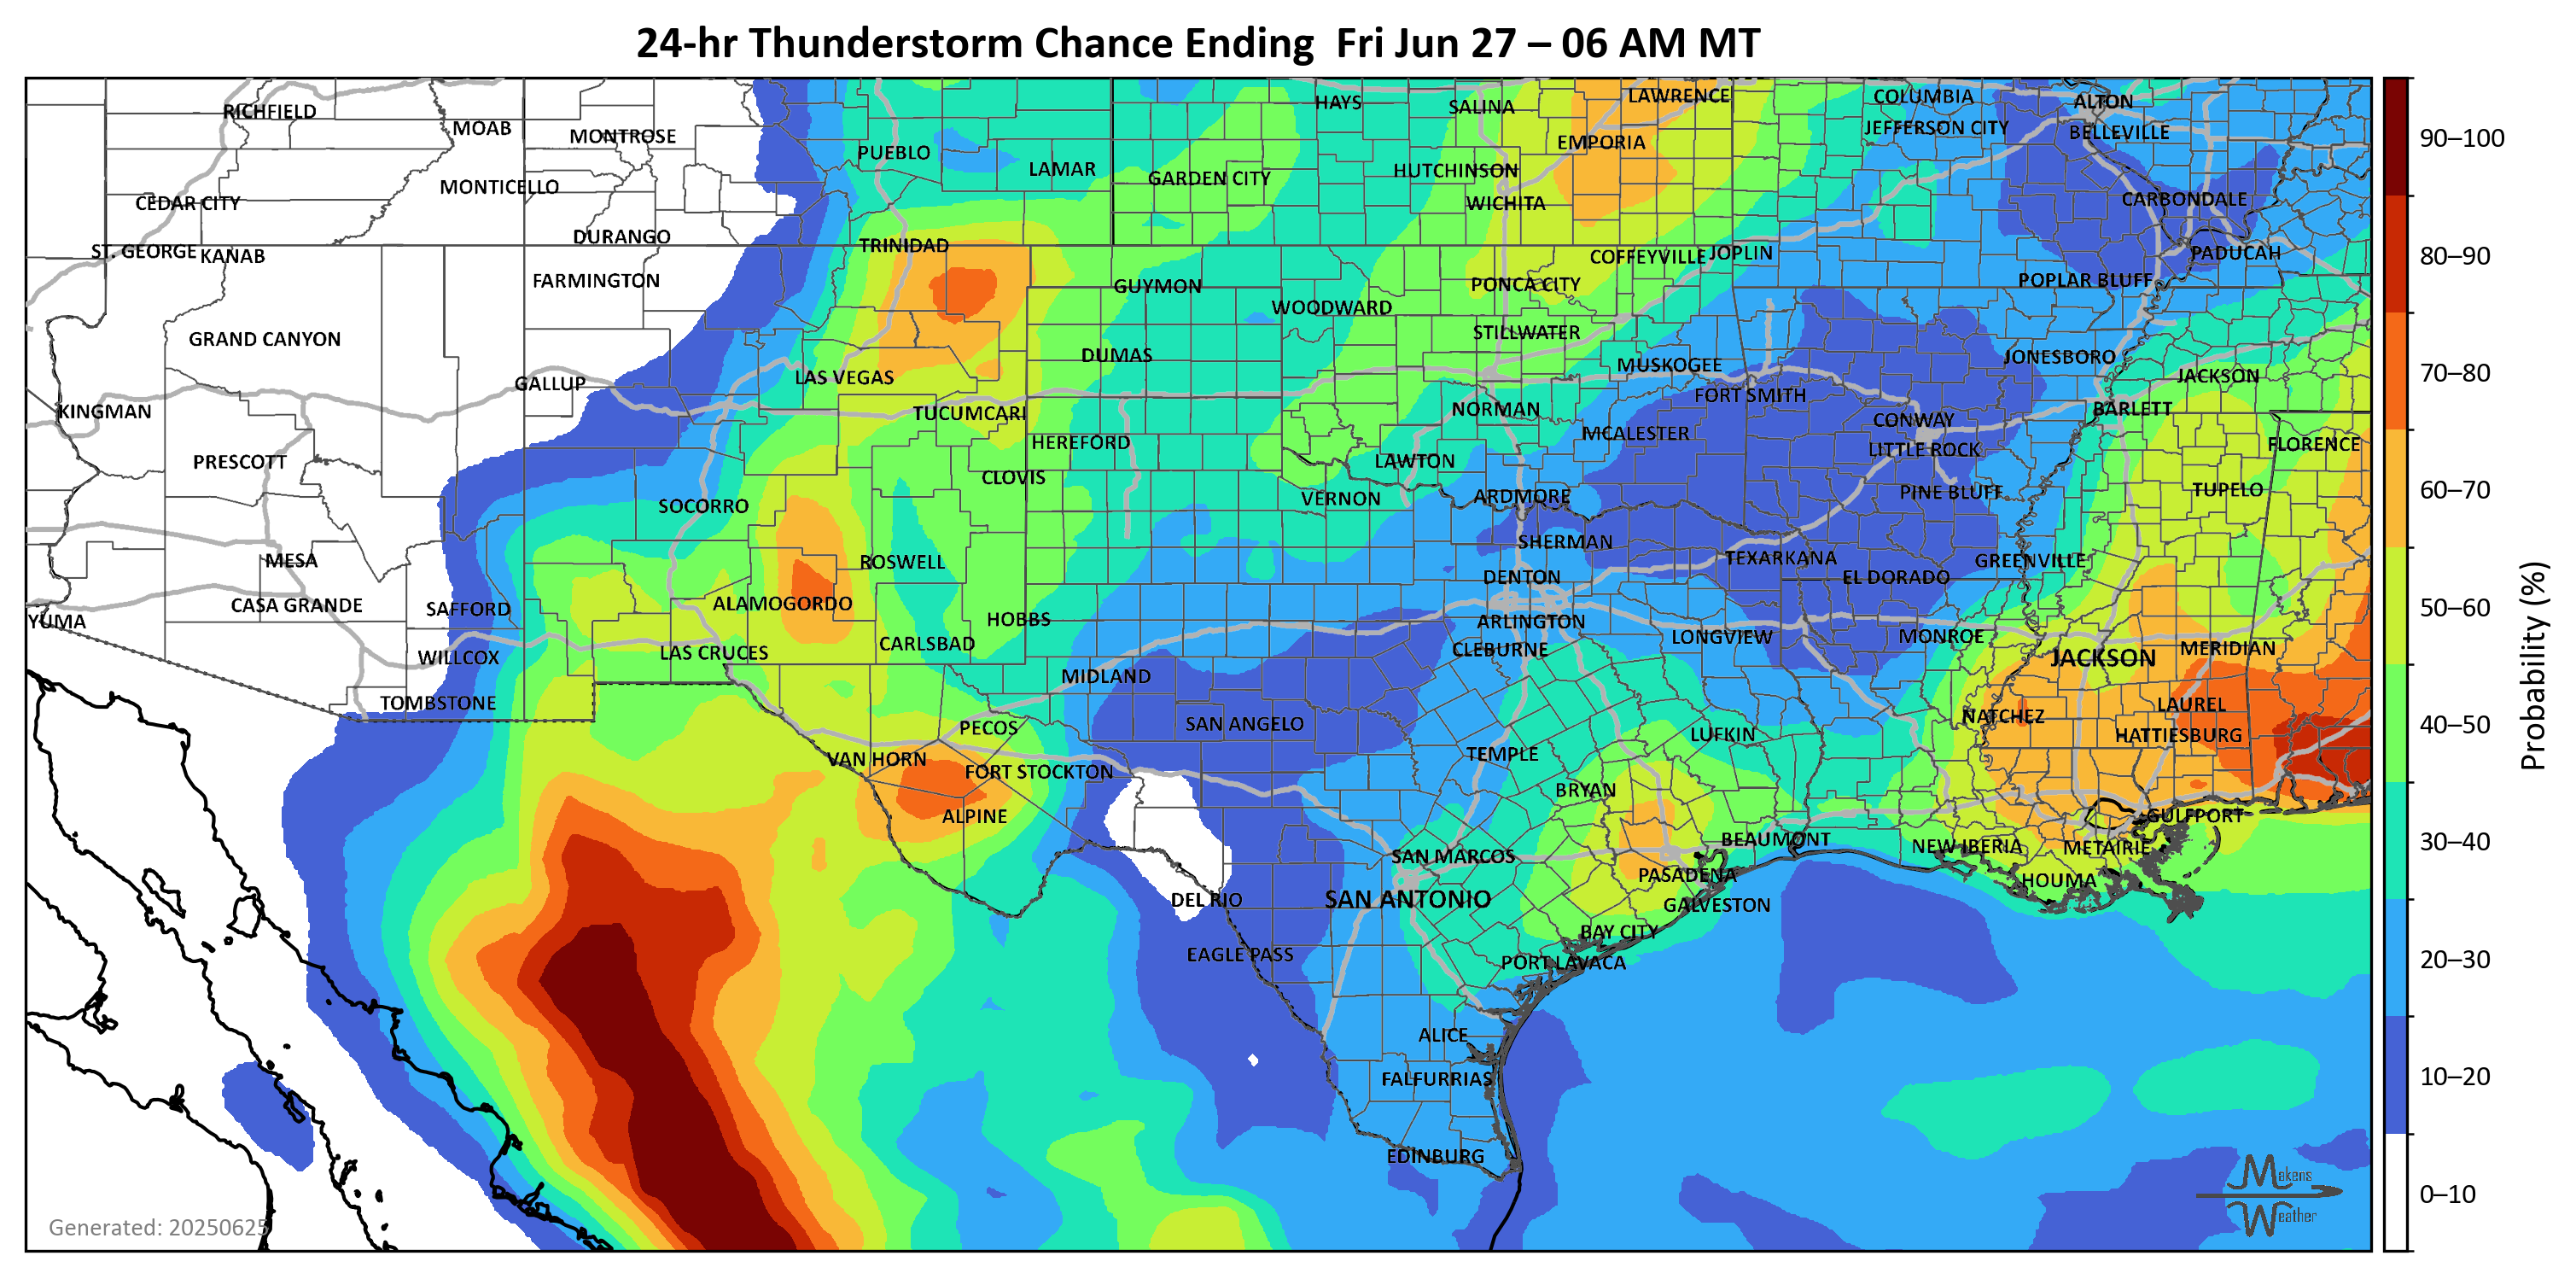 24-hr Thunderstorm Chance Ending Fri Jun 27 – 06 AM MT
RICHFIELD
MOAB
MONTROSE
PUEBLO
LAMAR
HAYS
SALINA
LAWRENCE
COLUMBIA
ALTON
EMPORIA
JEFFERSON CITY
BELLEVILLE
MONTICELLO
GARDEN CITY
HUTCHINSON
CEDAR CITY
WICHITA
CARBONDALE
DURANGO
TRINIDAD
ST. GEORGE
KANAB
COFFEYVILLE
JOPLIN
PADUCAH
FARMINGTON
GUYMON
WOODWARD
PONCA CITY
POPLAR BLUFF
GRAND CANYON
DUMAS
STILLWATER
MUSKOGEE
JONESBORO
GALLUP
LAS VEGAS
FORT SMITH
JACKSON
KINGMAN
TUCUMCARI
NORMAN
CONWAY
BARLETT
PRESCOTT
HEREFORD
MCALESTER
LITTLE ROCK
FLORENCE
CLOVIS
LAWTON
SOCORRO
VERNON
ARDMORE
PINE BLUFF
TUPELO
MESA
ROSWELL
SHERMAN
TEXARKANA
GREENVILLE
DENTON
EL DORADO
CASA GRANDE
SAFFORD
ALAMOGORDO
YUMA
HOBBS
ARLINGTON
LAS CRUCES
CARLSBAD
CLEBURNE
LONGVIEW
MONROE
MERIDIAN
WILLCOX
MIDLAND
JACKSON
TOMBSTONE
PECOS
SAN ANGELO
NATCHEZ
LAUREL
VAN HORN
FORT STOCKTON
TEMPLE
LUFKIN
HATTIESBURG
ALPINE
BRYAN
GULFPORT
SAN MARCOS
BEAUMONT
NEW IBERIA
METAIRIE
DEL RIO
SAN ANTONIO
PASADENA
HOUMA
GALVESTON
EAGLE PASS
BAY CITY
PORT LAVACA
ALICE
FALFURRIAS
EDINBURG
Generated: 20250625
Makens
Weather
90–100
80–90
70–80
60–70
50–60
40–50
30–40
20–30
10–20
0–10
Probability (%)